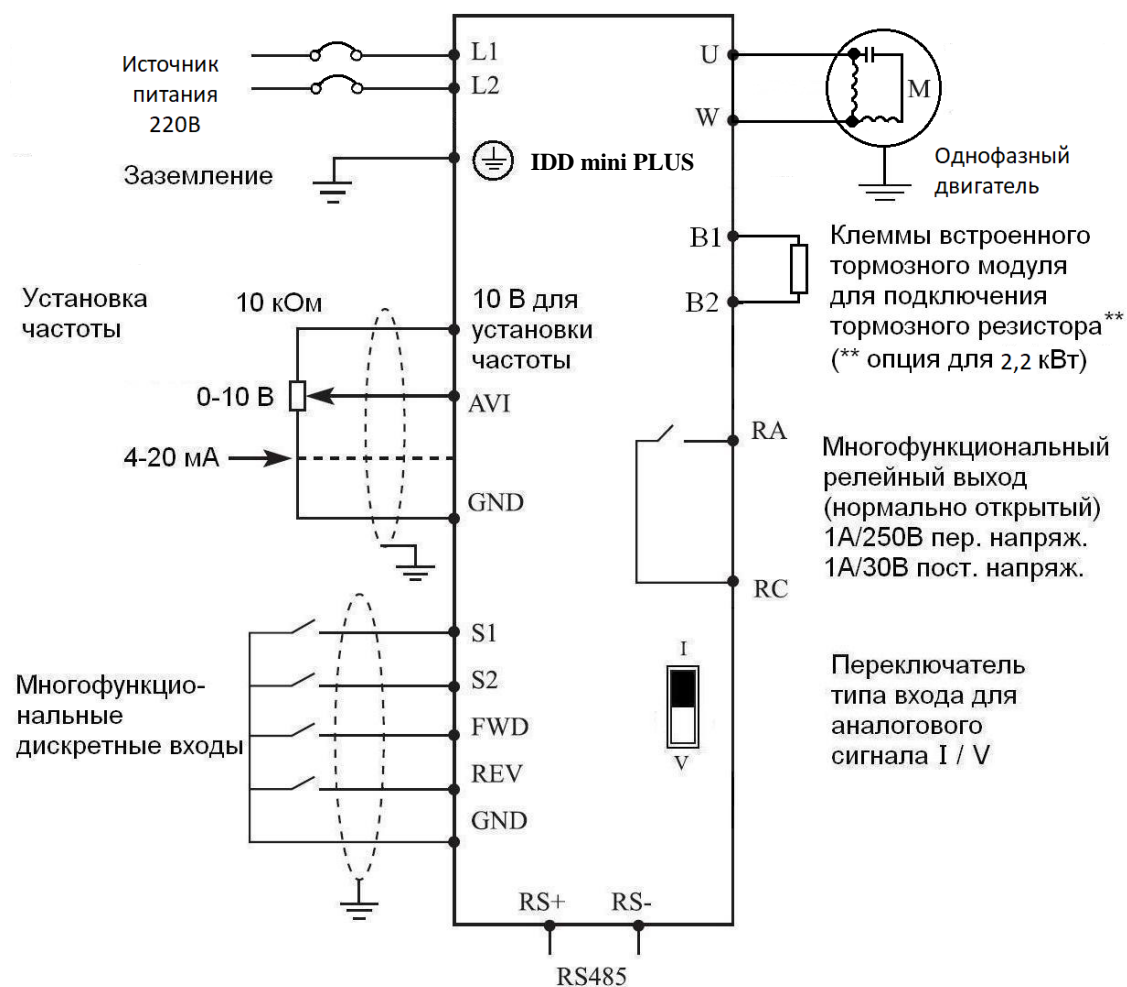 Источник
питания
220В
L1
L2
Заземление
IDD mini PLUS
U
W
M
Однофазный
двигатель
B1
B2
Клеммы встроенного
тормозного модуля
для подключения
тормозного резистора**
(** опция для 2,2 кВт)
Установка
частоты
10 кОм
10 В для
установки
частоты
0-10 В
AVI
4-20 мА
GND
RA
RC
Многофункциональный
релейный выход
(нормально открытый)
1А/250В пер. напряж.
1А/30В пост. напряж.
Многофункцио-
нальные
дискретные входы
S1
S2
FWD
REV
GND
I
V
Переключатель
типа входа для
аналогового
сигнала I / V
RS+
RS-
RS485